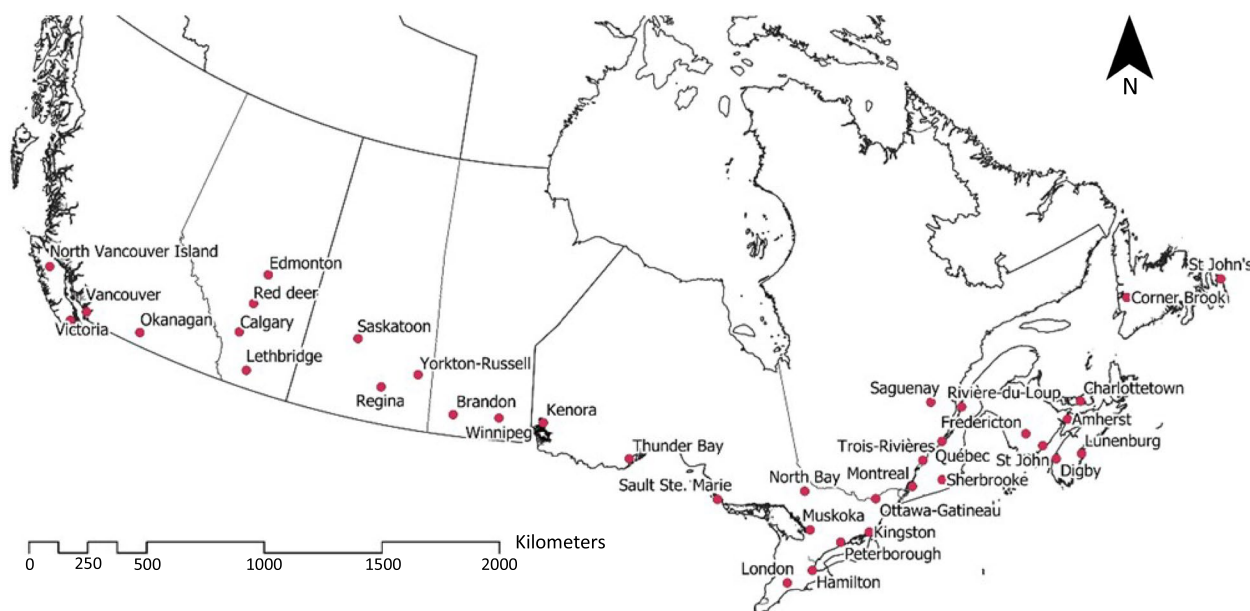 N
North Vancouver Island
Edmonton
St John's
Vancouver
Red deer
Corner Brook
Victoria
Okanagan
Calgary
Saskatoon
Lethbridge
Yorkton-Russell
Saguenay
Rivière-du-Loup
Charlottetown
Regina
Brandon
Kenora
Fredericton
Amherst
Winnipeg
Lunenburg
Thunder Bay
Trois-Rivières
Québec
St John
Digby
Sault Ste. Marie
North Bay
Montreal
Sherbrooke
Ottawa-Gatineau
Muskoka
Kingston
Kilometers
Peterborough
0 250 500 1000 1500 2000
London
Hamilton